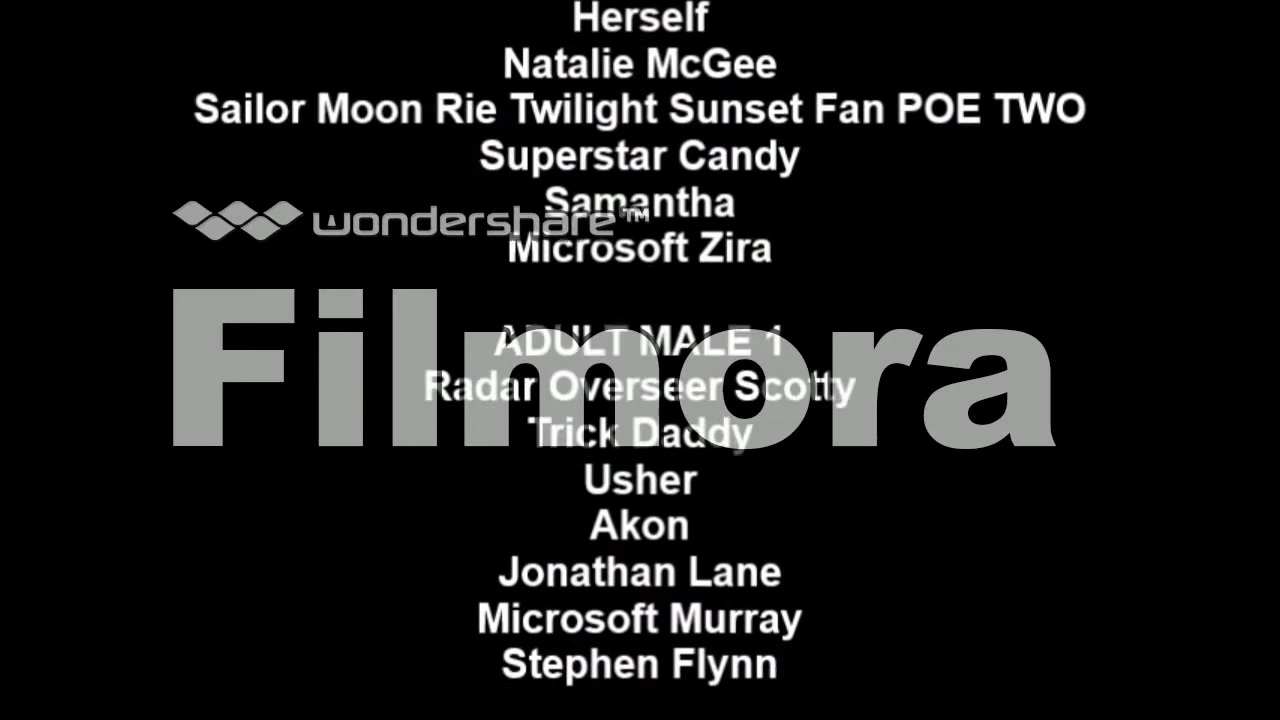 Herself
Natalie McGee
Sailor Moon Rie Twilight Sunset Fan POE TWO
Superstar Candy
Samantha
wondershare™
Microsoft Zira
Filmora
ADULT MALE 1
Radar Overseer Scotty
Trick Daddy
Usher
Akon
Jonathan Lane
Microsoft Murray
Stephen Flynn